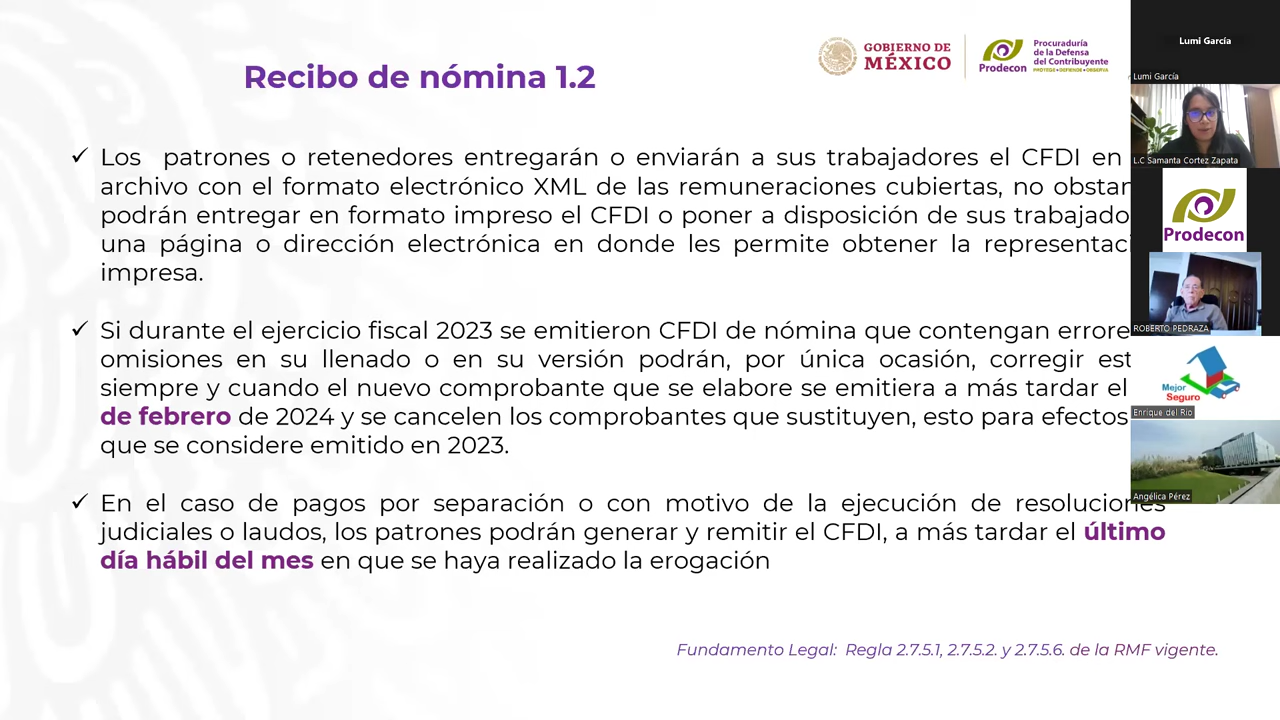 Recibo de nómina 1.2
GOBIERNO DE
MÉXICO
Prodecon
Procuraduría
de la Defensa
del Contribuyente
PROTEGE • DEFIENDE • OBSERVA
✓ Los patrones o retenedores entregarán o enviarán a sus trabajadores el CFDI en
archivo con el formato electrónico XML de las remuneraciones cubiertas, no
podrán entregar en formato impreso el CFDI o poner a disposición de sus
una página o dirección electrónica en donde les permite obtener la
impresa.
✓ Si durante el ejercicio fiscal 2023 se emitieron CFDI de nómina que contengan
omisiones en su llenado o en su versión podrán, por única ocasión, corregir
siempre y cuando el nuevo comprobante que se elabore se emitiera a más tardar el
de febrero de 2024 y se cancelen los comprobantes que sustituyen, esto para efectos
que se considere emitido en 2023.
✓ En el caso de pagos por separación o con motivo de la ejecución de resoluciones
judiciales o laudos, los patrones podrán generar y remitir el CFDI, a más tardar el último
día hábil del mes en que se haya realizado la erogación
Fundamento Legal: Regla 2.7.5.1, 2.7.5.2. y 2.7.5.6. de la RMF vigente.
Lumi García
Lumi García
L.C Samanta Cortez Zapata
Prodecon
ROBERTO PEDRAZA
Mejor
Seguro
Enrique del Rio
Angélica Pérez